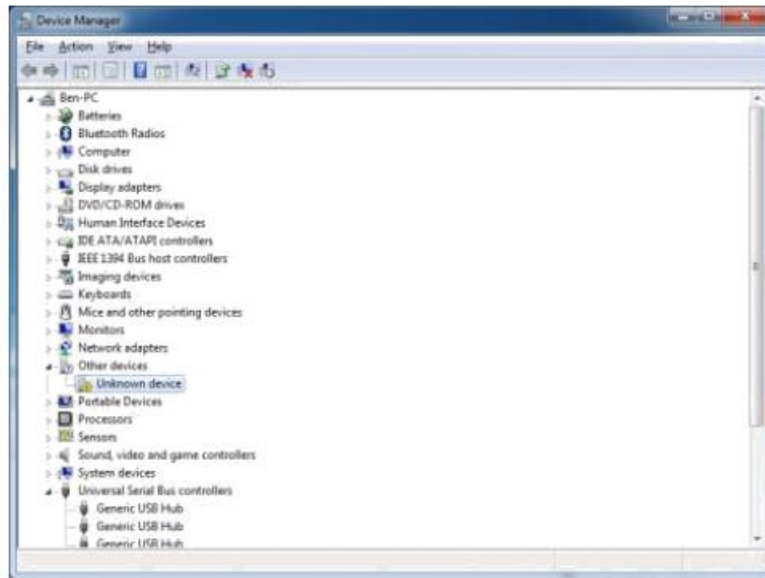 Device Manager
File Action View Help
Ben-PC
Batteries
Bluetooth Radios
Computer
Disk drives
Display adapters
DVD/CD-ROM drives
Human Interface Devices
IDE ATA/ATAPI controllers
IEEE 1394 Bus host controllers
Imaging devices
Keyboards
Mice and other pointing devices
Monitors
Network adapters
Other devices
Unknown device
Portable Devices
Processors
Sensors
Sound, video and game controllers
System devices
Universal Serial Bus controllers
Generic USB Hub
Generic USB Hub
Generic USB Hub